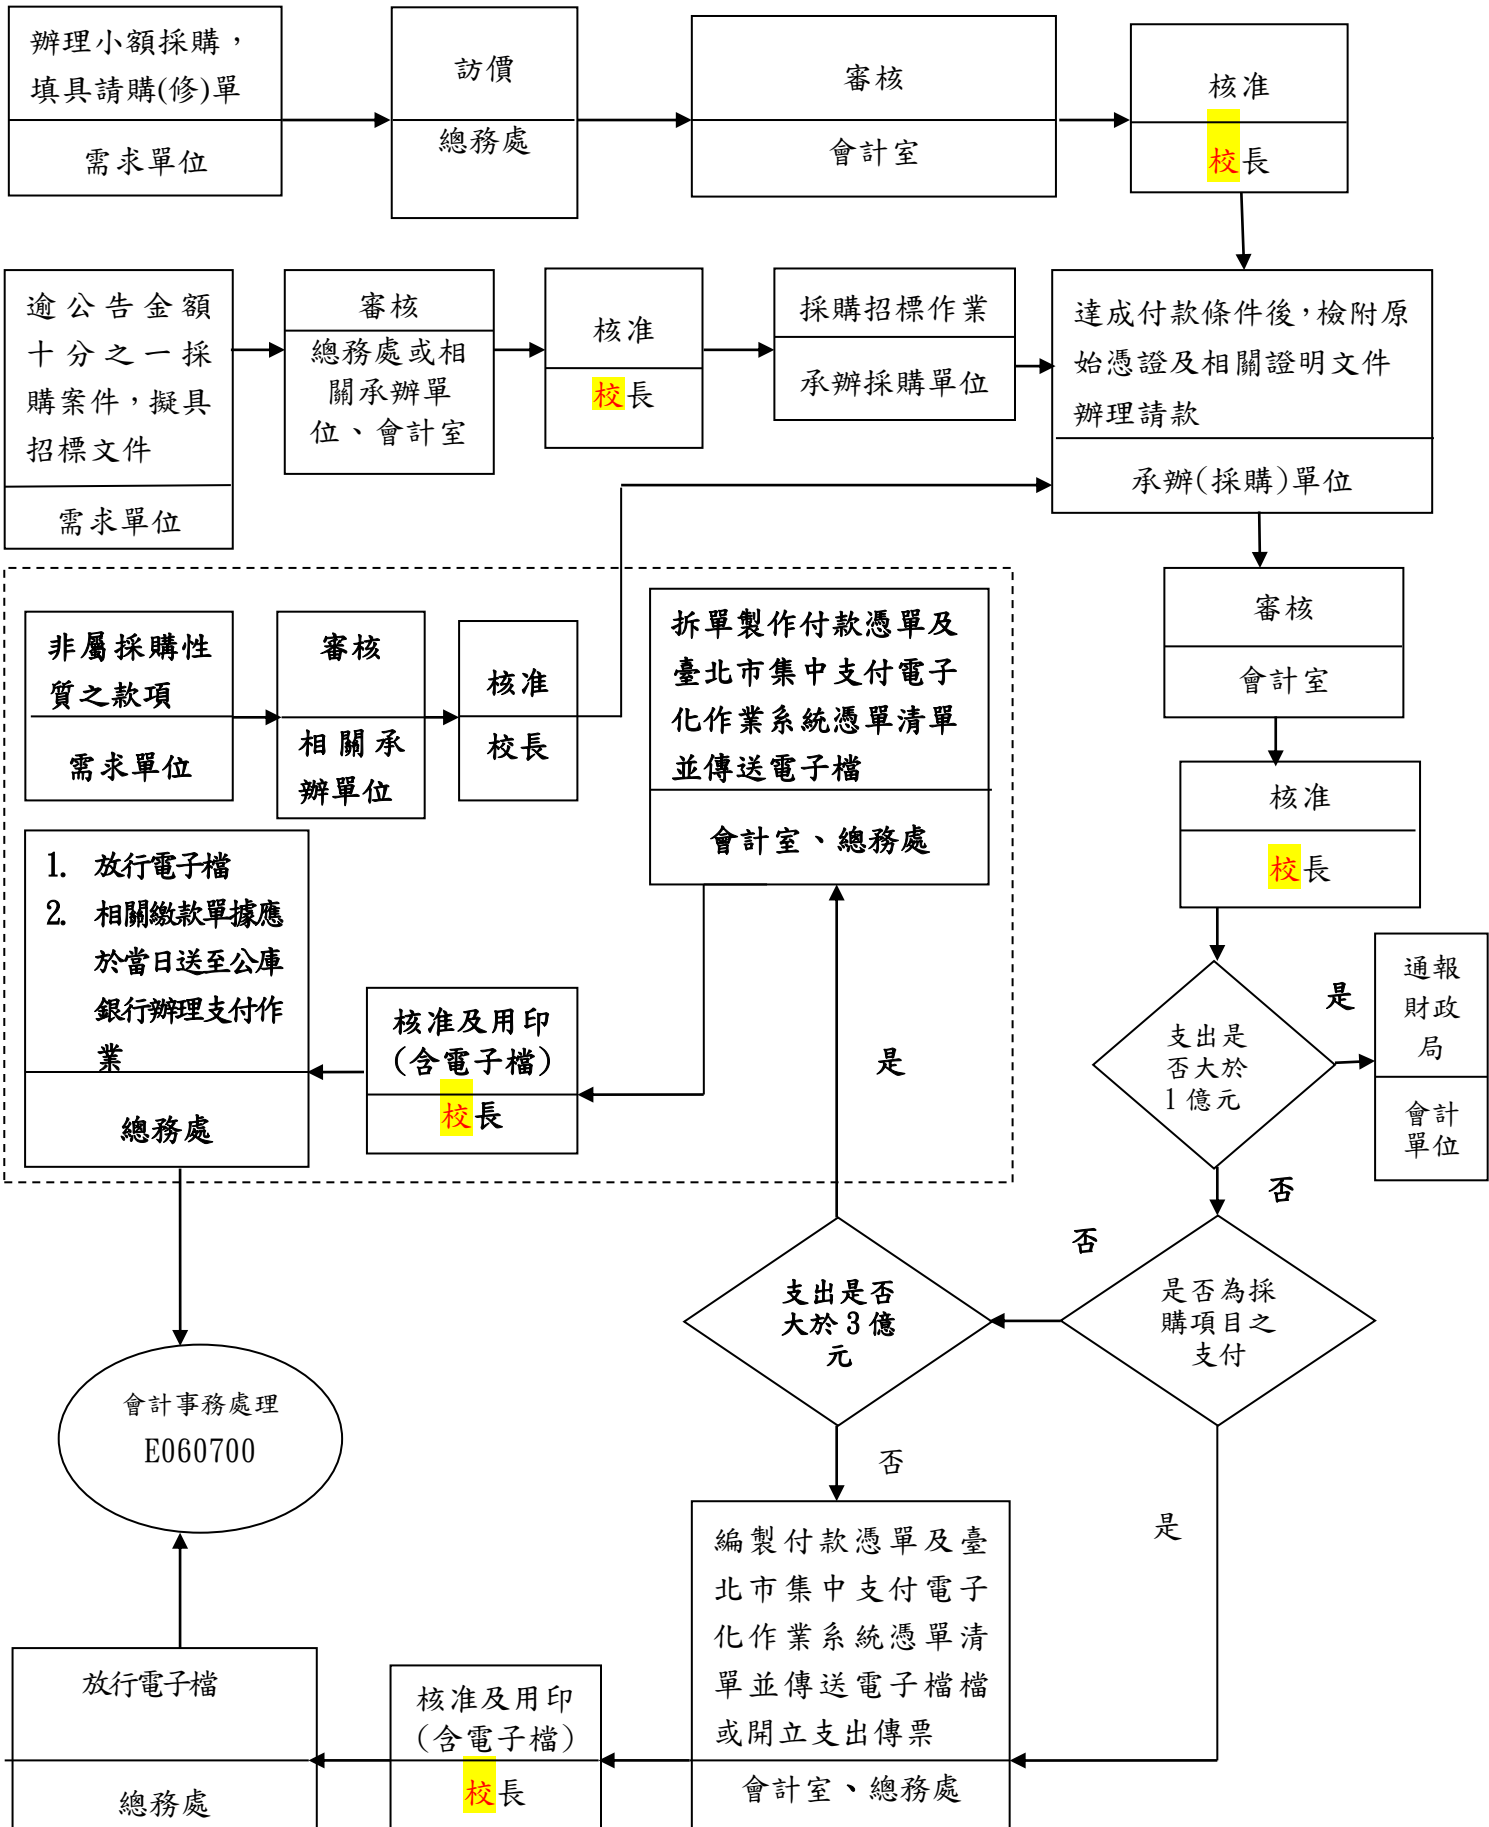 辦理小額採購，
填具請購(修)單
需求單位
訪價
總務處
審核
會計室
核准
校長
逾公告金額
十分之一採
購案件，擬具
招標文件
需求單位
審核
總務處或相
關承辦單
位、會計室
核准
校長
採購招標作業
承辦採購單位
達成付款條件後，檢附原
始憑證及相關證明文件
辦理請款
承辦(採購)單位
審核
會計室
核准
校長
非屬採購性
質之款項
需求單位
審核
相關承
辦單位
核准
校長
拆單製作付款憑單及
臺北市集中支付電子
化作業系統憑單清單
並傳送電子檔
會計室、總務處
1. 放行電子檔
2. 相關繳款單據應
於當日送至公庫
銀行辦理支付作
業
總務處
核准及用印
(含電子檔)
校長
是
支出是
否大於
1億元
是
通報
財政
局
會計
單位
否
是否為採
購項目之
支付
否
支出是否
大於3億
元
否
是
會計事務處理
E060700
編製付款憑單及臺
北市集中支付電子
化作業系統憑單清
單並傳送電子檔檔
或開立支出傳票
會計室、總務處
核准及用印
(含電子檔)
校長
放行電子檔
總務處